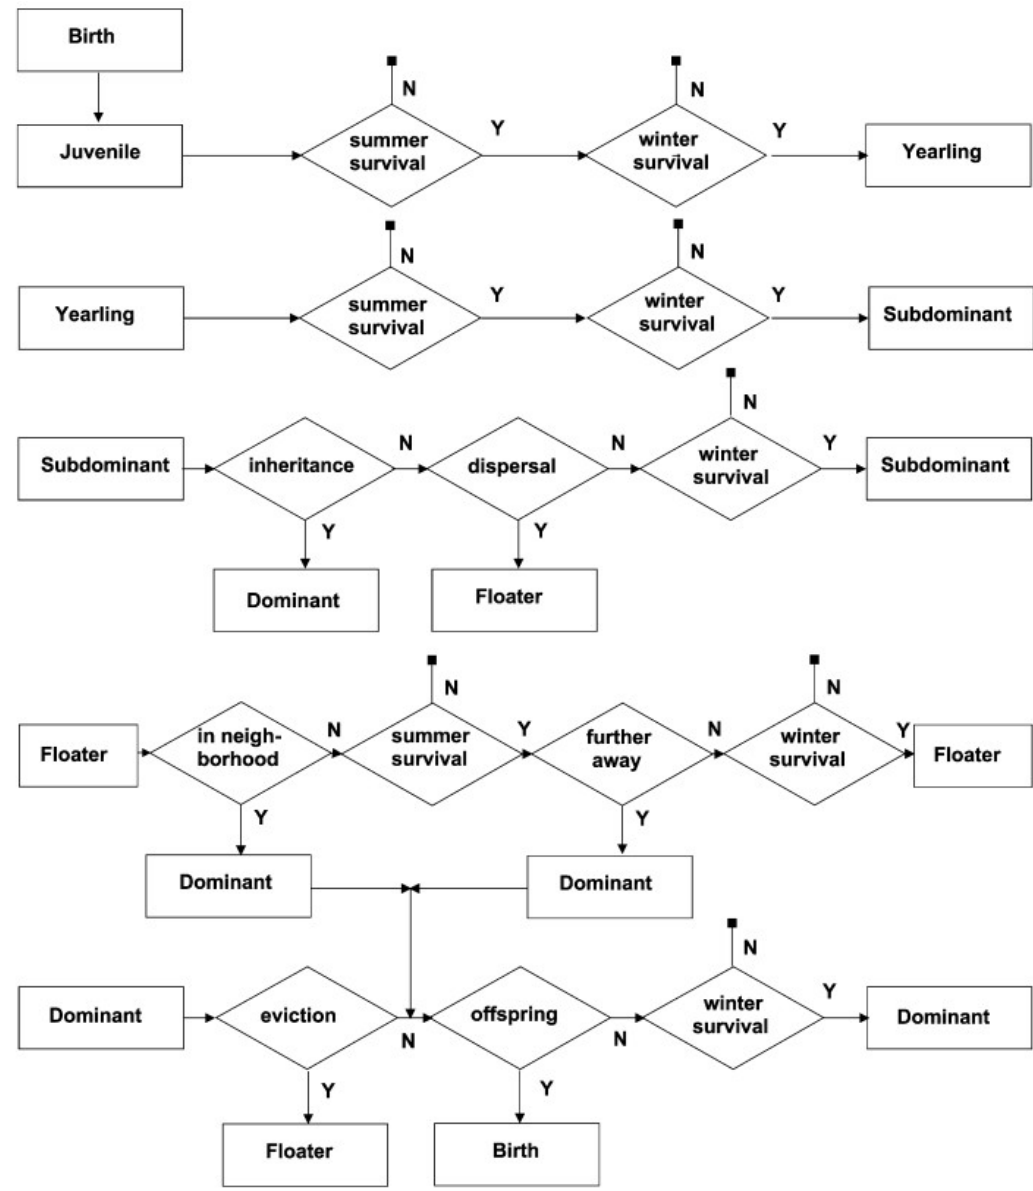 Birth
N
N
Juvenile
summer
survival
Y
winter
survival
Y
Yearling
N
N
Yearling
summer
survival
Y
winter
survival
Y
Subdominant
N
Subdominant
inheritance
N
dispersal
N
winter
survival
Y
Subdominant
Y
Y
Dominant
Floater
N
N
Floater
in neigh-
borhood
N
summer
survival
Y
further
away
N
winter
survival
Y
Floater
Y
Y
Dominant
Dominant
N
Dominant
eviction
N
offspring
N
winter
survival
Y
Dominant
Y
Y
Floater
Birth